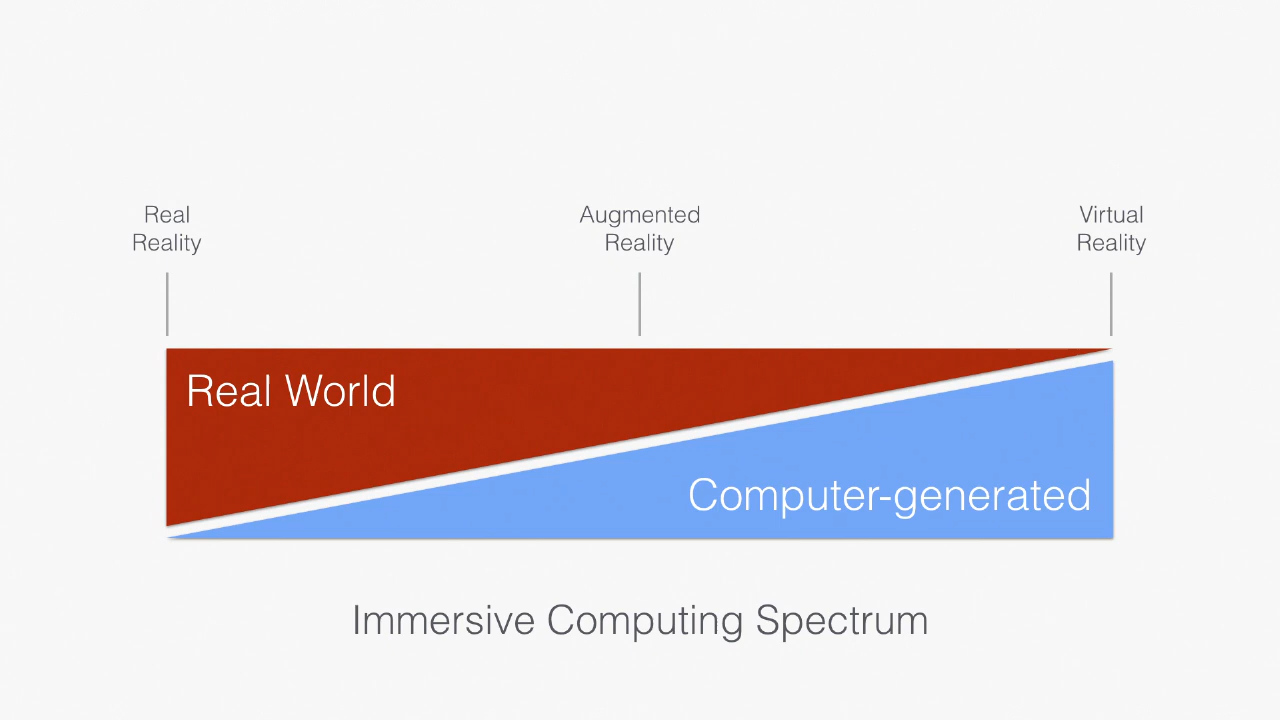 Real
Reality
Augmented
Reality
Virtual
Reality
Real World
Computer-generated
Immersive Computing Spectrum